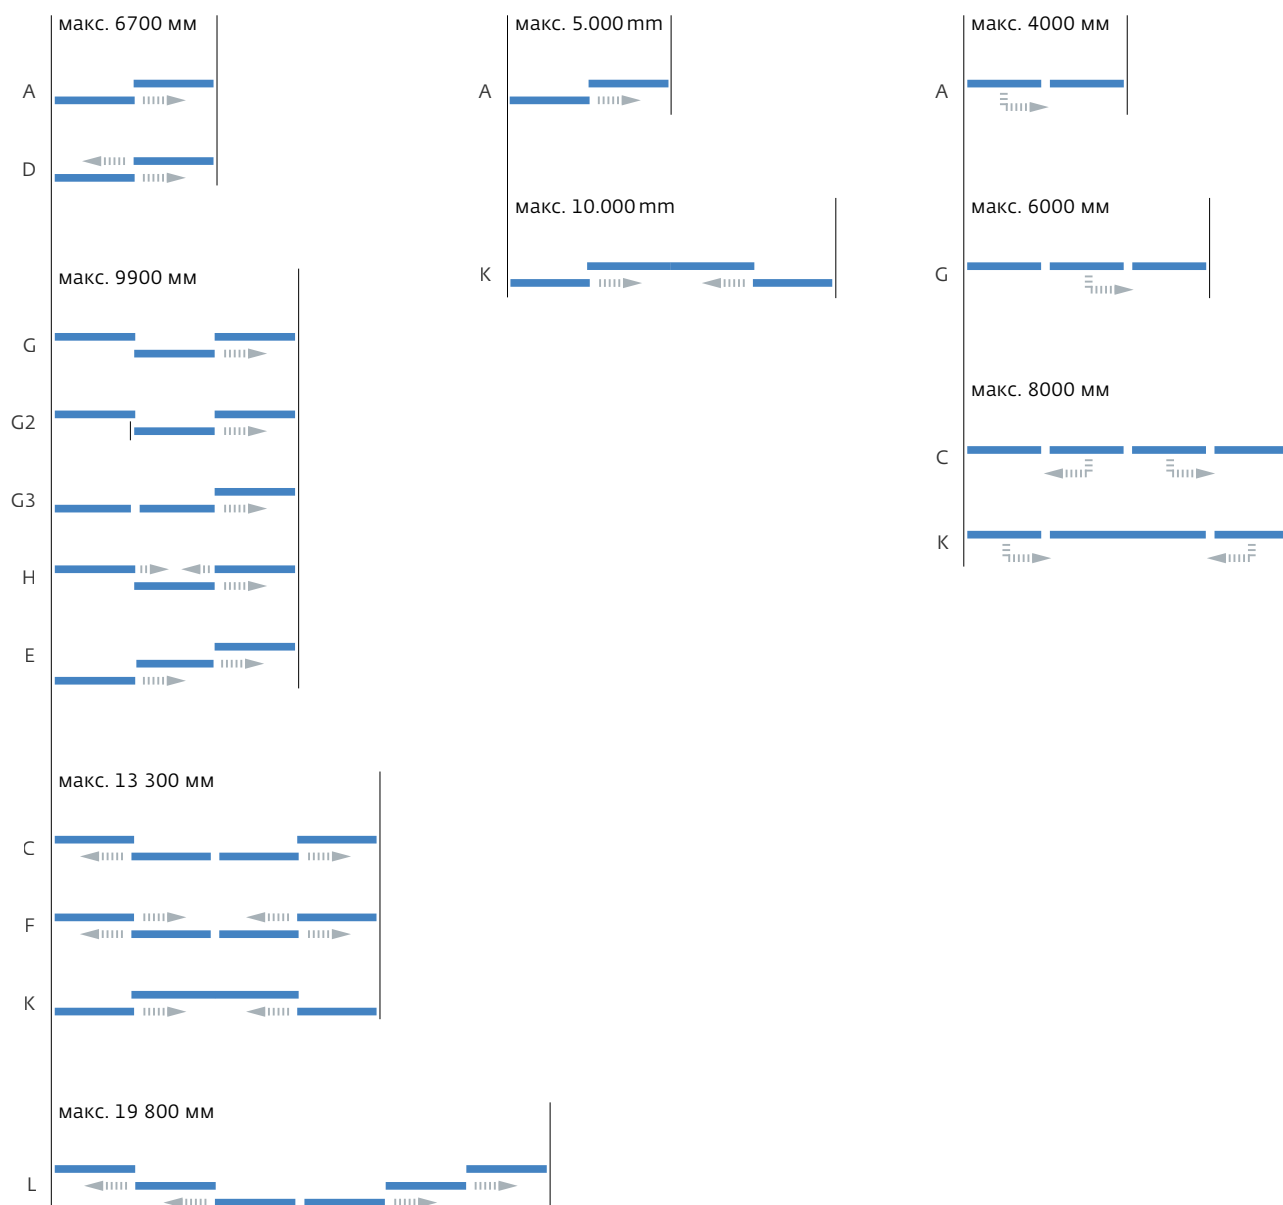 макс. 6700 мм
A
D
макс. 9900 мм
G
G2
G3
H
E
макс. 13 300 мм
C
F
K
макс. 19 800 мм
L
макс. 5.000 mm
A
макс. 10.000 mm
K
макс. 4000 мм
A
макс. 6000 мм
G
макс. 8000 мм
C
K